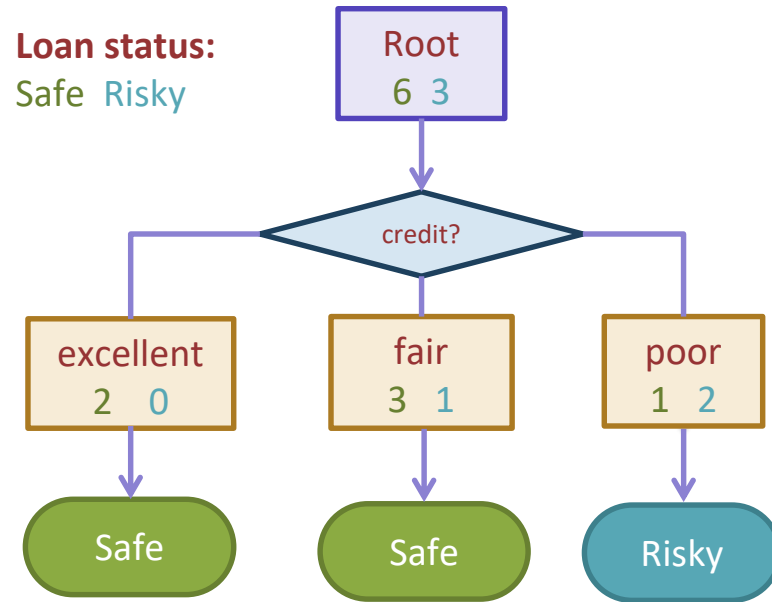 Loan status:
Safe Risky
Root
6 3
credit?
excellent
2 0
fair
3 1
poor
1 2
Safe
Safe
Risky